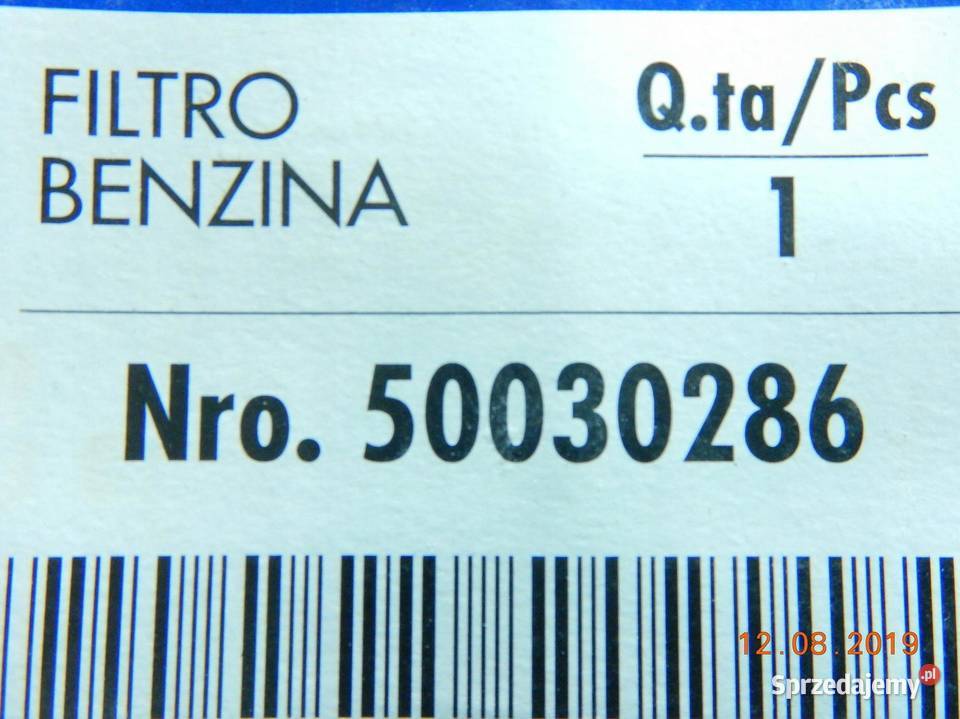 FILTRO
BENZINA
Q.ta/Pcs
1
Nro. 50030286
12.08.2019
Sprzedajemy.pl